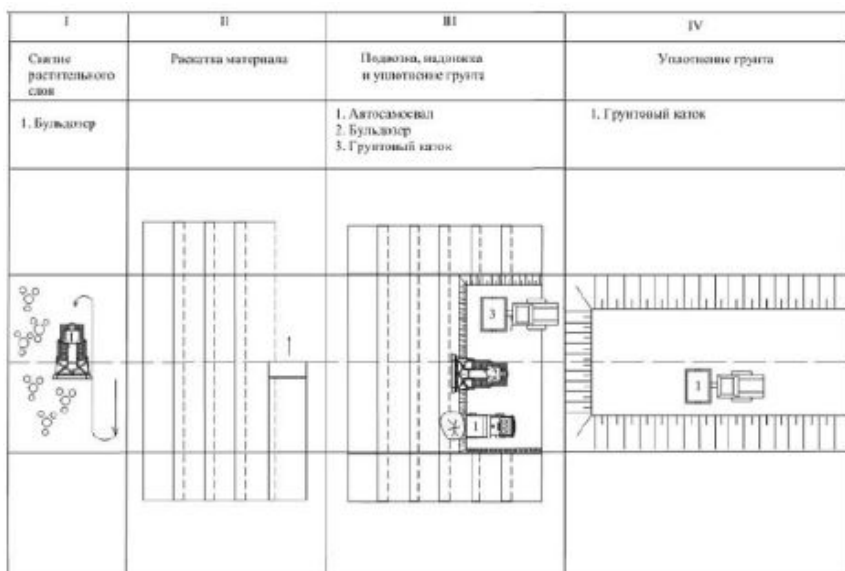 I
II
III
IV
Снятие
растительного
слоя
Раскатка материала
Подвозка, надвижка
и уплотнение грунта
Уплотнение грунта
1. Бульдозер
1. Автосамосвал
2. Бульдозер
3. Грунтовый каток
1. Грунтовый каток
1
3
1
1